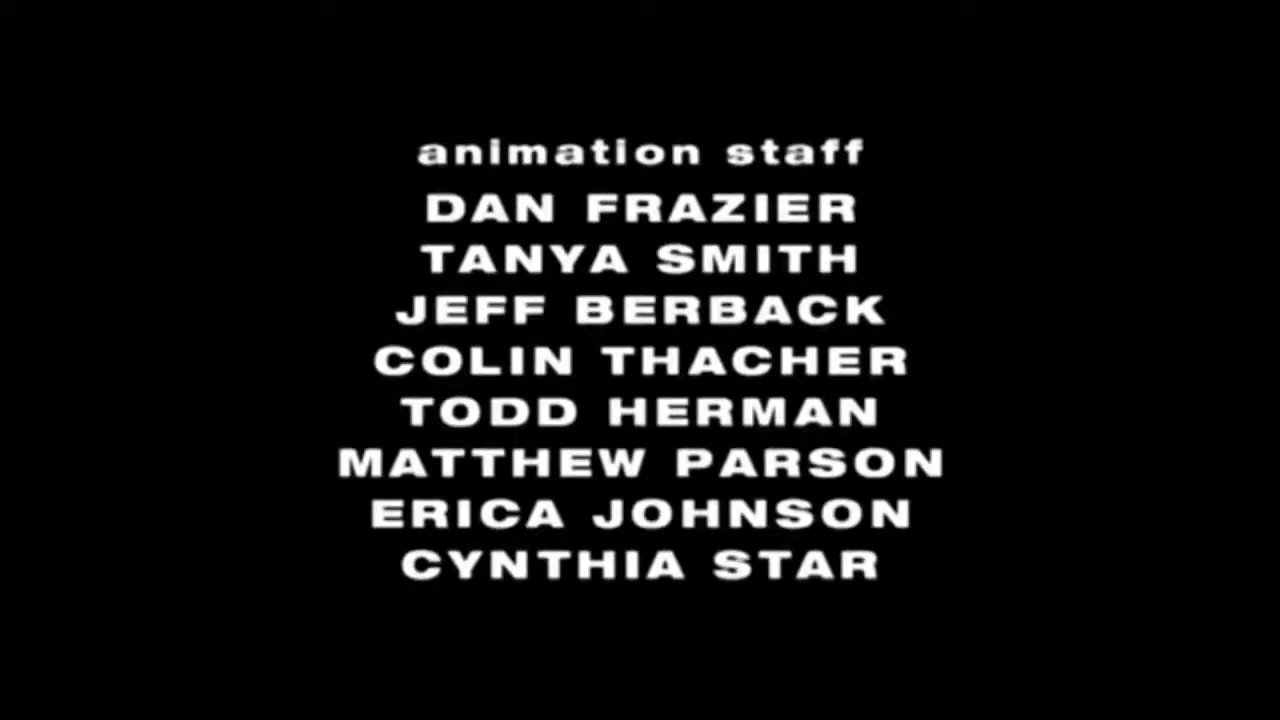 animation staff
DAN FRAZIER
TANYA SMITH
JEFF BERBACK
COLIN THACHER
TODD HERMAN
MATTHEW PARSON
ERICA JOHNSON
CYNTHIA STAR